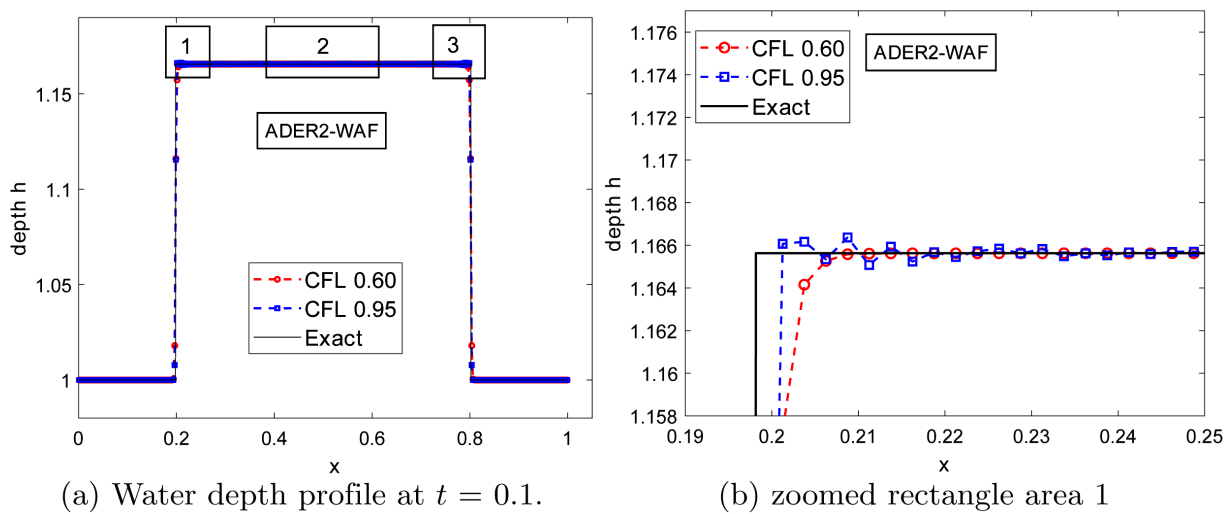 1
2
3
1.15
1.1
1.05
1
depth h
ADER2-WAF
CFL 0.60
CFL 0.95
Exact
0
0.2
0.4
0.6
0.8
1
x
(a) Water depth profile at t = 0.1.
1.176
1.174
1.172
1.17
1.168
1.166
1.164
1.162
1.16
1.158
depth h
CFL 0.60
CFL 0.95
Exact
ADER2-WAF
0.19
0.2
0.21
0.22
0.23
0.24
0.25
x
(b) zoomed rectangle area 1